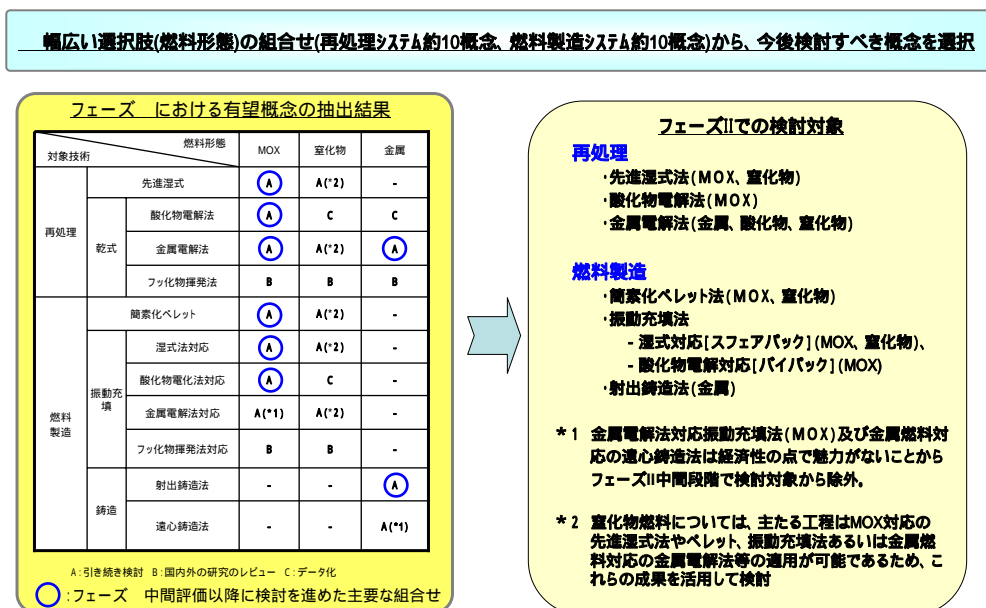 幅広い選択肢(燃料形態)の組合せ(再処理ｼｽﾃﾑ約10概念、燃料製造ｼｽﾃﾑ約10概念)から、今後検討すべき概念を選択
フェーズ　における有望概念の抽出結果
燃料形態
対象技術
MOX 窒化物 金属
再処理
先進湿式 A A(*2) -
乾式
酸化物電解法 A C C
金属電解法 A A(*2) A
フッ化物揮発法 B B B
燃料
製造
簡素化ペレット A A(*2) -
振動充
填
湿式法対応 A A(*2) -
酸化物電化法対応 A C -
金属電解法対応 A(*1) A(*2) -
フッ化物揮発法対応 B B -
鋳造
射出鋳造法 - - A
遠心鋳造法 - - A(*1)
A:引き続き検討 B:国内外の研究のレビュー C:データ化
:フェーズ　中間評価以降に検討を進めた主要な組合せ
フェーズIIでの検討対象
再処理
・先進湿式法(MOX、窒化物)
・酸化物電解法(MOX)
・金属電解法(金属、酸化物、窒化物)
燃料製造
・簡素化ペレット法(MOX、窒化物)
・振動充填法
- 湿式対応[スフェアパック](MOX、窒化物)、
- 酸化物電解対応[バイパック](MOX)
・射出鋳造法(金属)
＊1 金属電解法対応振動充填法(MOX)及び金属燃料対
応の遠心鋳造法は経済性の点で魅力がないことから
フェーズII中間段階で検討対象から除外。
＊2 窒化物燃料については、主たる工程はMOX対応の
先進湿式法やペレット、振動充填法あるいは金属燃
料対応の金属電解法等の適用が可能であるため、こ
れらの成果を活用して検討